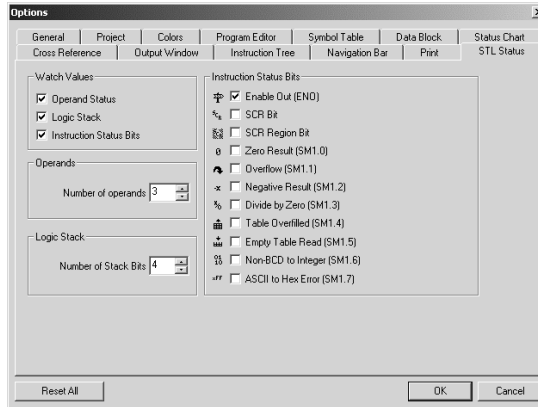 Options
General Project Colors Program Editor Symbol Table Data Block Status Chart
Cross Reference Output Window Instruction Tree Navigation Bar Print STL Status
Watch Values
Operand Status
Logic Stack
Instruction Status Bits
Operands
Number of operands 3
Logic Stack
Number of Stack Bits 4
Instruction Status Bits
Enable Out (ENO)
SCR Bit
SCR Region Bit
Zero Result (SM1.0)
Overflow (SM1.1)
Negative Result (SM1.2)
Divide by Zero (SM1.3)
Table Overfilled (SM1.4)
Empty Table Read (SM1.5)
Non-BCD to Integer (SM1.6)
ASCII to Hex Error (SM1.7)
Reset All OK Cancel